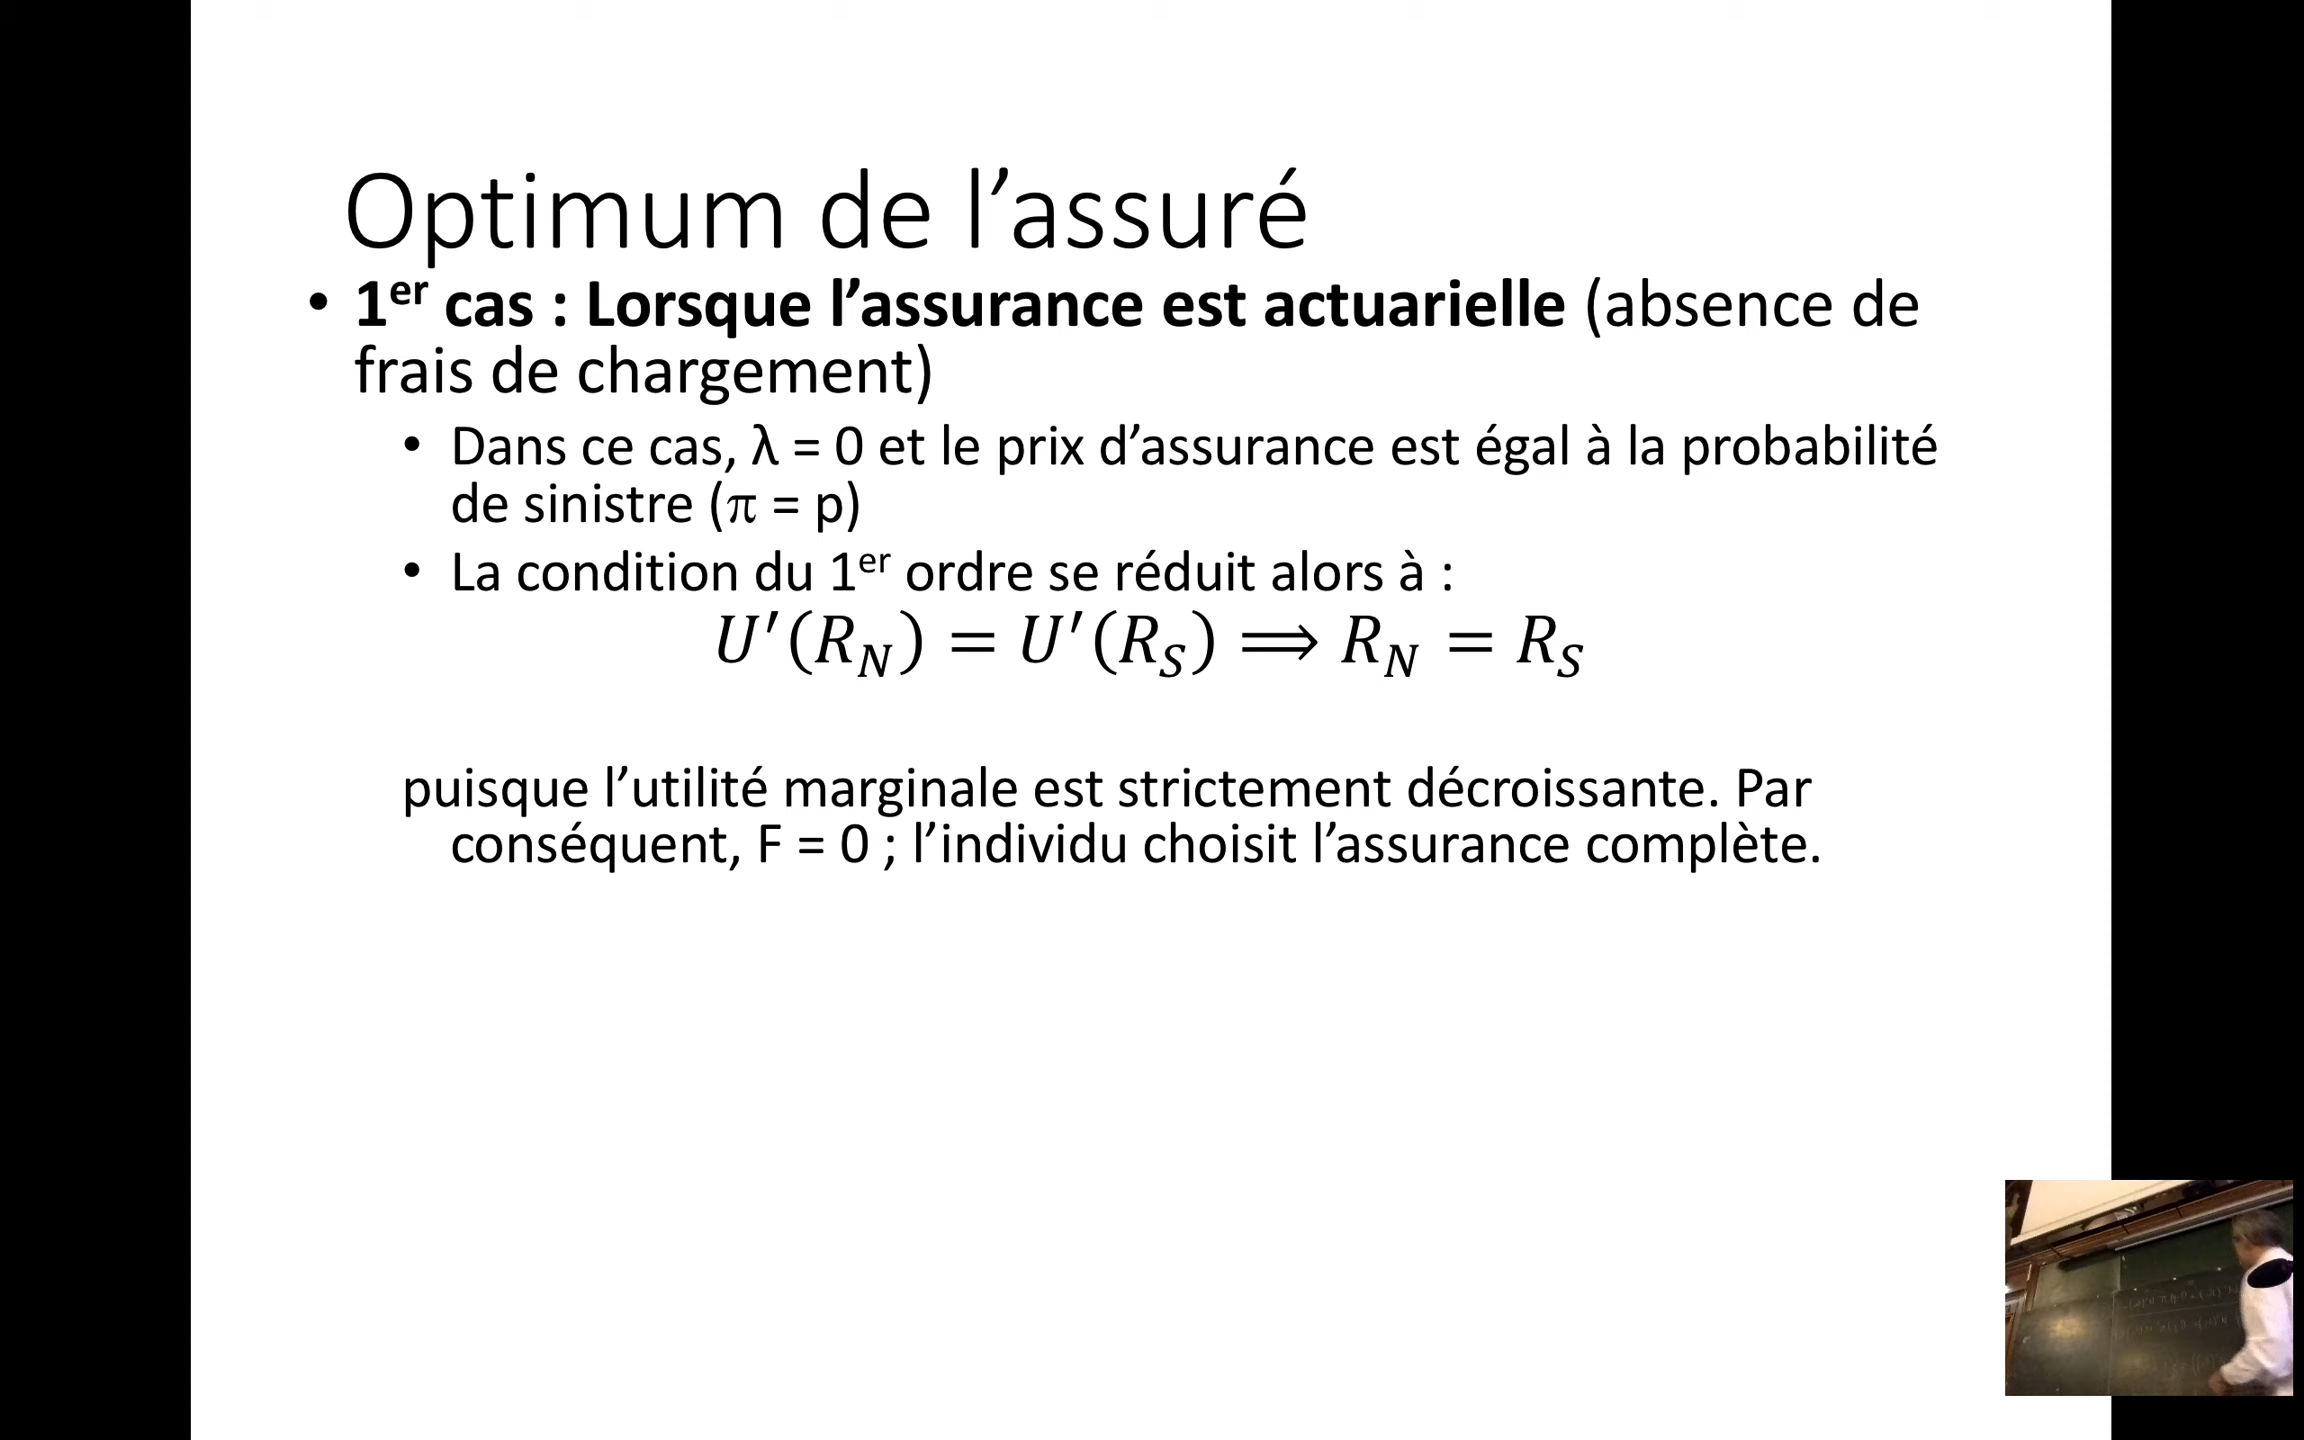 Optimum de l’assuré
• 1er cas : Lorsque l’assurance est actuarielle (absence de
frais de chargement)
• Dans ce cas, λ = 0 et le prix d’assurance est égal à la probabilité
de sinistre (π = p)
• La condition du 1er ordre se réduit alors à :
U′(R_N) = U′(R_S) ⟹ R_N = R_S
puisque l’utilité marginale est strictement décroissante. Par
conséquent, F = 0 ; l’individu choisit l’assurance complète.